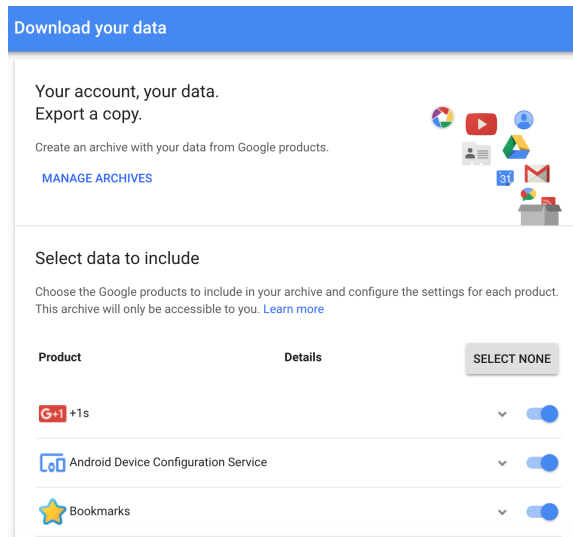 Download your data
Your account, your data.
Export a copy.
Create an archive with your data from Google products.
MANAGE ARCHIVES
31
Select data to include
Choose the Google products to include in your archive and configure the settings for each product.
This archive will only be accessible to you. Learn more
Product Details SELECT NONE
G+1 +1s
Android Device Configuration Service
Bookmarks